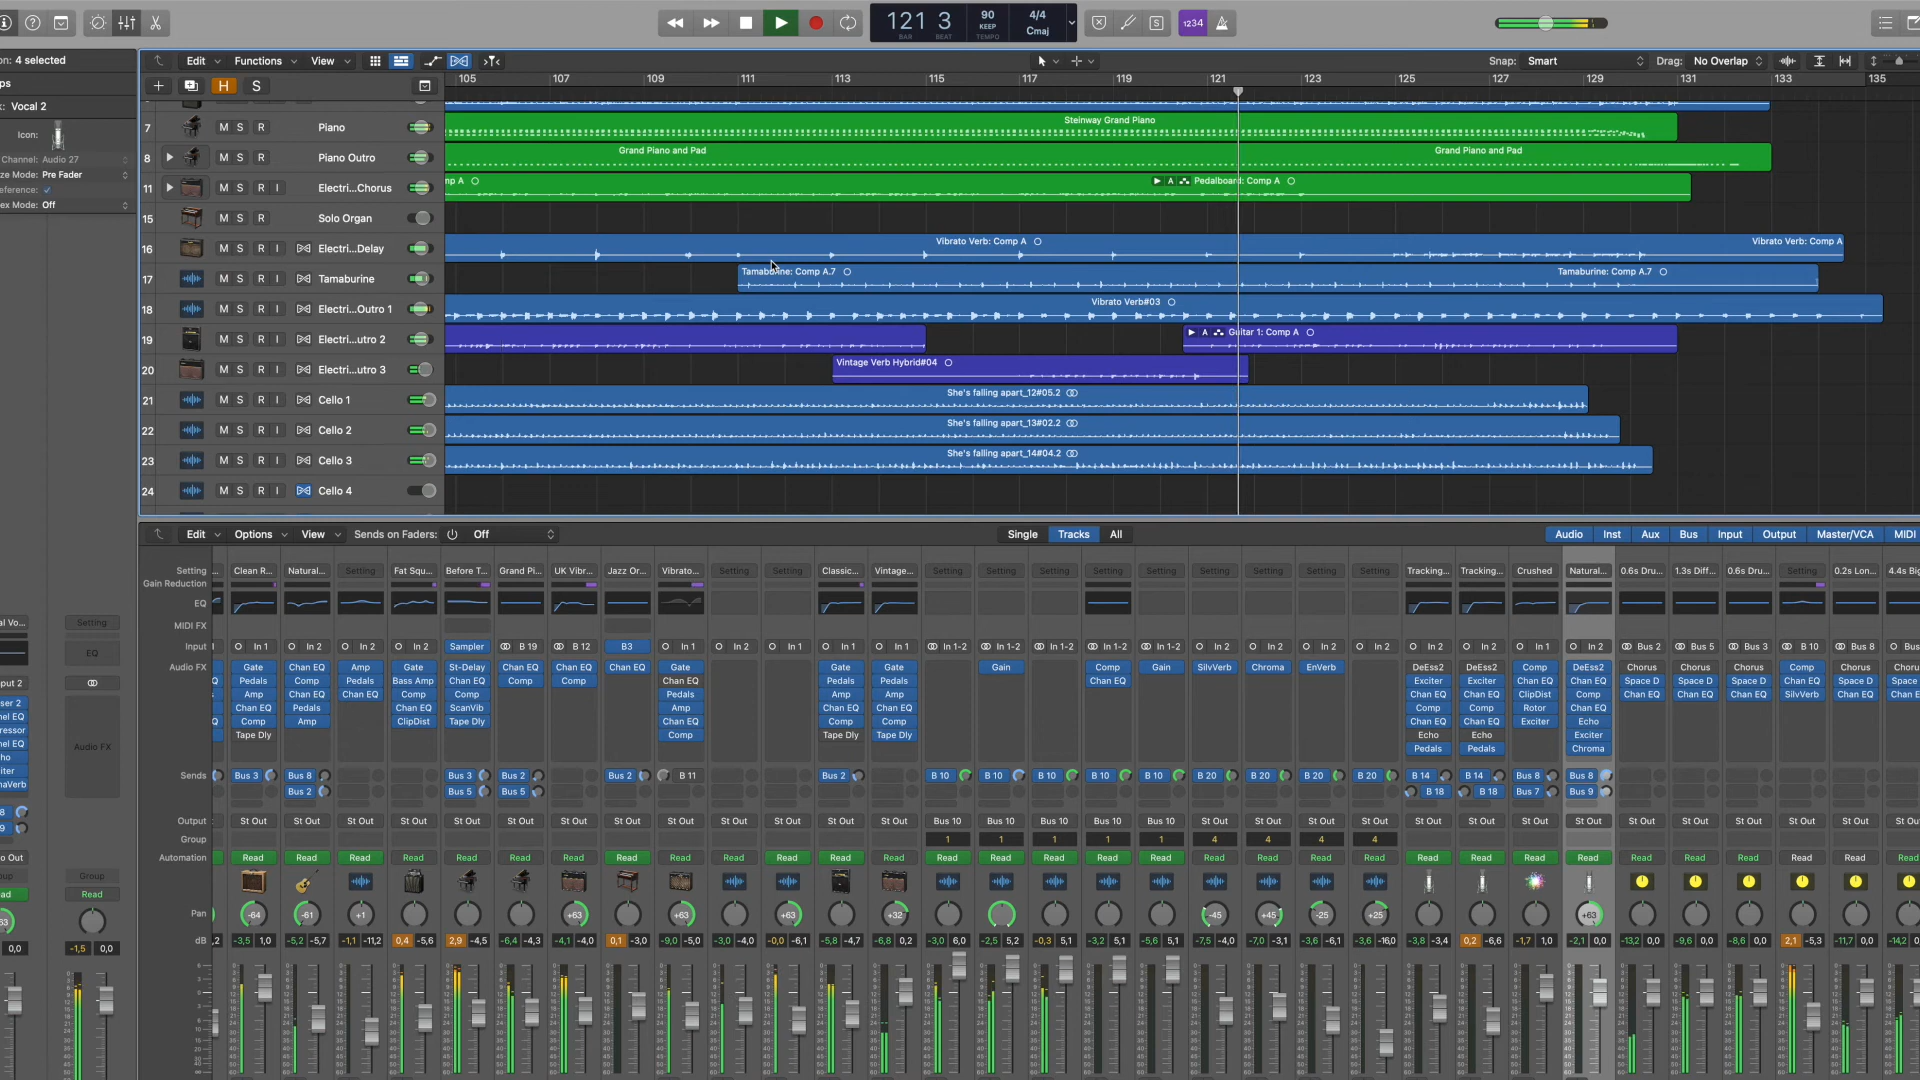 121 3
BAR BEAT
90
KEEP
TEMPO
4/4
Cmaj
1234
on: 4 selected
Edit Functions View
Snap: Smart
Drag: No Overlap
ps
105 107 109 111 113 115 117 119 121 123 125 127 129 131 133 135
H S
Vocal 2
Icon:
Channel: Audio 27
ze Mode: Pre Fader
eference:
ex Mode: Off
7 M S R Piano
Steinway Grand Piano
8 M S R Piano Outro
Grand Piano and Pad Grand Piano and Pad
11 M S R Electri...Chorus
mp A A Pedalboard: Comp A
15 M S R Solo Organ
16 M S R I Electri...Delay
Vibrato Verb: Comp A Vibrato Verb: Comp A
17 M S R I Tamaburine
Tamaburine: Comp A.7 Tamaburine: Comp A.7
18 M S R I Electri...Outro 1
Vibrato Verb#03
19 M S R I Electri...utro 2
A Guitar 1: Comp A
20 M S R I Electri...utro 3
Vintage Verb Hybrid#04
21 M S R I Cello 1
She's falling apart_12#05.2
22 M S R I Cello 2
She's falling apart_13#02.2
23 M S R I Cello 3
She's falling apart_14#04.2
24 M S R I Cello 4
Edit Options View Sends on Faders: Off
Single Tracks All
Audio Inst Aux Bus Input Output Master/VCA MIDI
Setting Clean R... Natural... Setting Fat Squ... Before T... Grand Pi... UK Vibr... Jazz Or... Vibrato... Setting Setting Classic... Vintage... Setting Setting Setting Setting Setting Setting Setting Setting Setting Tracking... Tracking... Crushed Natural... 0.6s Dru... 1.3s Diff... 0.6s Dru... Setting 0.2s Lon... 4.4s Big
Gain Reduction
EQ
MIDI FX
Input In 1 In 2 In 2 In 2 Sampler B 19 B 12 B3 In 1 In 1 In 1 In 1 In 1 In 1-2 In 1-2 In 1-2 In 1-2 In 1-2 In 2 In 2 In 2 In 2 In 2 In 2 In 1 In 2 Bus 2 Bus 5 Bus 3 B 10 Bus 8 Bus
Audio FX Gate Chan EQ Amp Gate St-Delay Chan EQ Chan EQ Chan EQ Gate Gate Gate Gain Comp Gain SilvVerb Chroma EnVerb DeEss2 DeEss2 Comp DeEss2 Chorus Chorus Chorus Comp Chorus Chorus
Pedals Comp Pedals Bass Amp Chan EQ Comp Comp Chan EQ Pedals Pedals Chan EQ Exciter Exciter Chan EQ Chan EQ Space D Space D Space D Chan EQ Space D Space
Amp Chan EQ Chan EQ Comp Comp Pedals Amp Amp Chan EQ Chan EQ ClipDist Comp Chan EQ Chan EQ Chan EQ SilvVerb Chan EQ Chan E
Chan EQ Pedals Chan EQ ScanVib Amp Chan EQ Chan EQ Comp Comp Rotor Chan EQ
Comp Amp ClipDist Tape Dly Chan EQ Comp Comp Chan EQ Chan EQ Exciter Echo
Tape Dly Comp Tape Dly Tape Dly Echo Echo Exciter
Pedals Pedals Chroma
Sends Bus 3 Bus 8 Bus 3 Bus 2 Bus 2 B 11 Bus 2 B 10 B 10 B 10 B 10 B 10 B 20 B 20 B 20 B 20 B 14 B 14 Bus 8 Bus 8
Bus 2 Bus 5 Bus 5 B 18 B 18 Bus 7 Bus 9
Output St Out St Out St Out St Out St Out St Out St Out St Out St Out St Out St Out St Out St Out Bus 10 Bus 10 Bus 10 Bus 10 Bus 10 St Out St Out St Out St Out St Out St Out St Out St Out St Out St Out St Out St Out St Out St Out
Group 1 1 1 1 1 4 4 4 4
Automation Read Read Read Read Read Read Read Read Read Read Read Read Read Read Read Read Read Read Read Read Read Read Read Read Read Read Read Read Read Read Read Read
Pan -64 -61 +1 +63 +63 +63 +32 -45 +45 -25 +25 +63
dB -3,5 1,0 -5,2 -5,7 -1,1 -11,2 0,4 -5,6 2,9 -4,5 -6,4 -4,3 -4,1 -4,0 0,1 -3,0 -9,0 -5,0 -3,0 -4,0 -0,0 -6,1 -5,8 -4,7 -6,8 0,2 -3,0 6,0 -2,5 5,2 -0,3 5,1 -3,2 5,1 -5,6 5,1 -7,5 -4,0 -7,0 -3,1 -3,6 -6,1 -3,6 -16,0 -3,8 -3,4 0,2 -6,6 -1,7 1,0 -2,1 0,0 -13,2 0,0 -9,6 0,0 -8,6 0,0 2,1 -5,3 -11,7 0,0 -14,2
Setting
EQ
Audio FX
Group
Read
-1,5 0,0